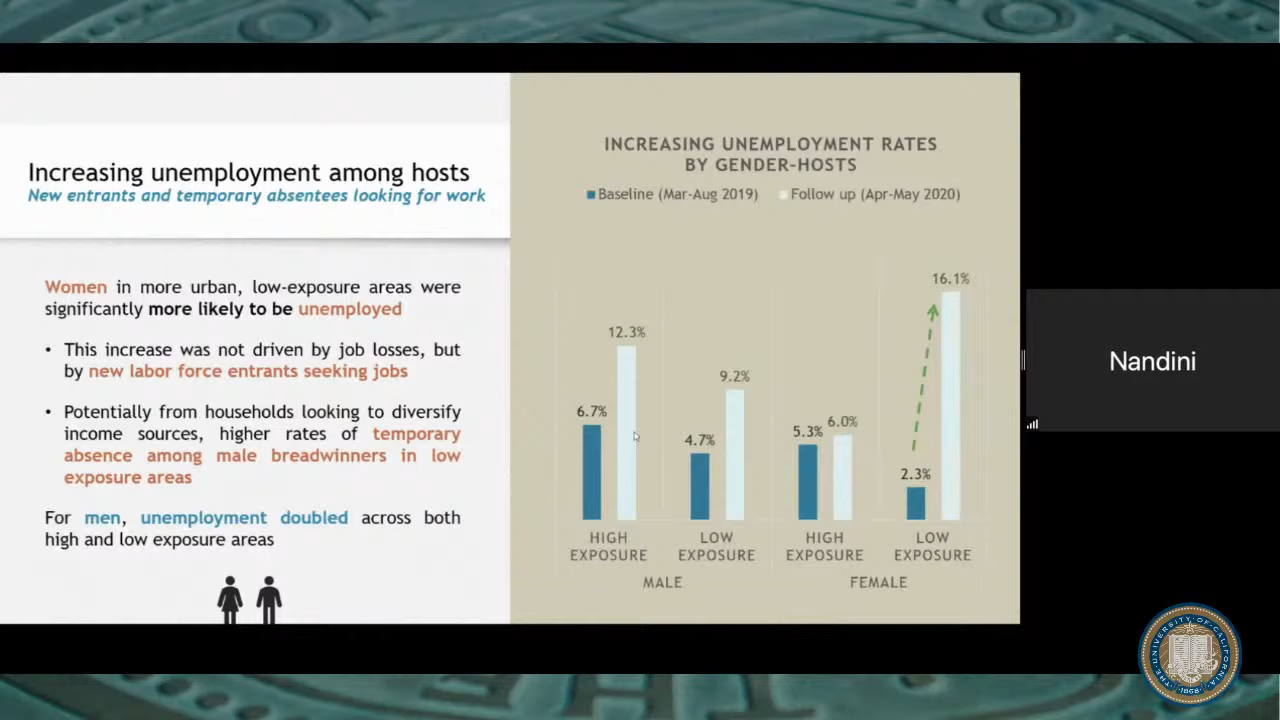 Increasing unemployment among hosts
New entrants and temporary absentees looking for work
Women in more urban, low-exposure areas were
significantly more likely to be unemployed
• This increase was not driven by job losses, but
by new labor force entrants seeking jobs
• Potentially from households looking to diversify
income sources, higher rates of temporary
absence among male breadwinners in low
exposure areas
For men, unemployment doubled across both
high and low exposure areas
INCREASING UNEMPLOYMENT RATES
BY GENDER-HOSTS
Baseline (Mar-Aug 2019) Follow up (Apr-May 2020)
16.1%
12.3%
9.2%
6.7%
6.0%
5.3%
4.7%
2.3%
HIGH LOW HIGH LOW
EXPOSURE EXPOSURE EXPOSURE EXPOSURE
MALE FEMALE
Nandini
THE·UNIVERSITY·OF·CALIFORNIA
·1868·